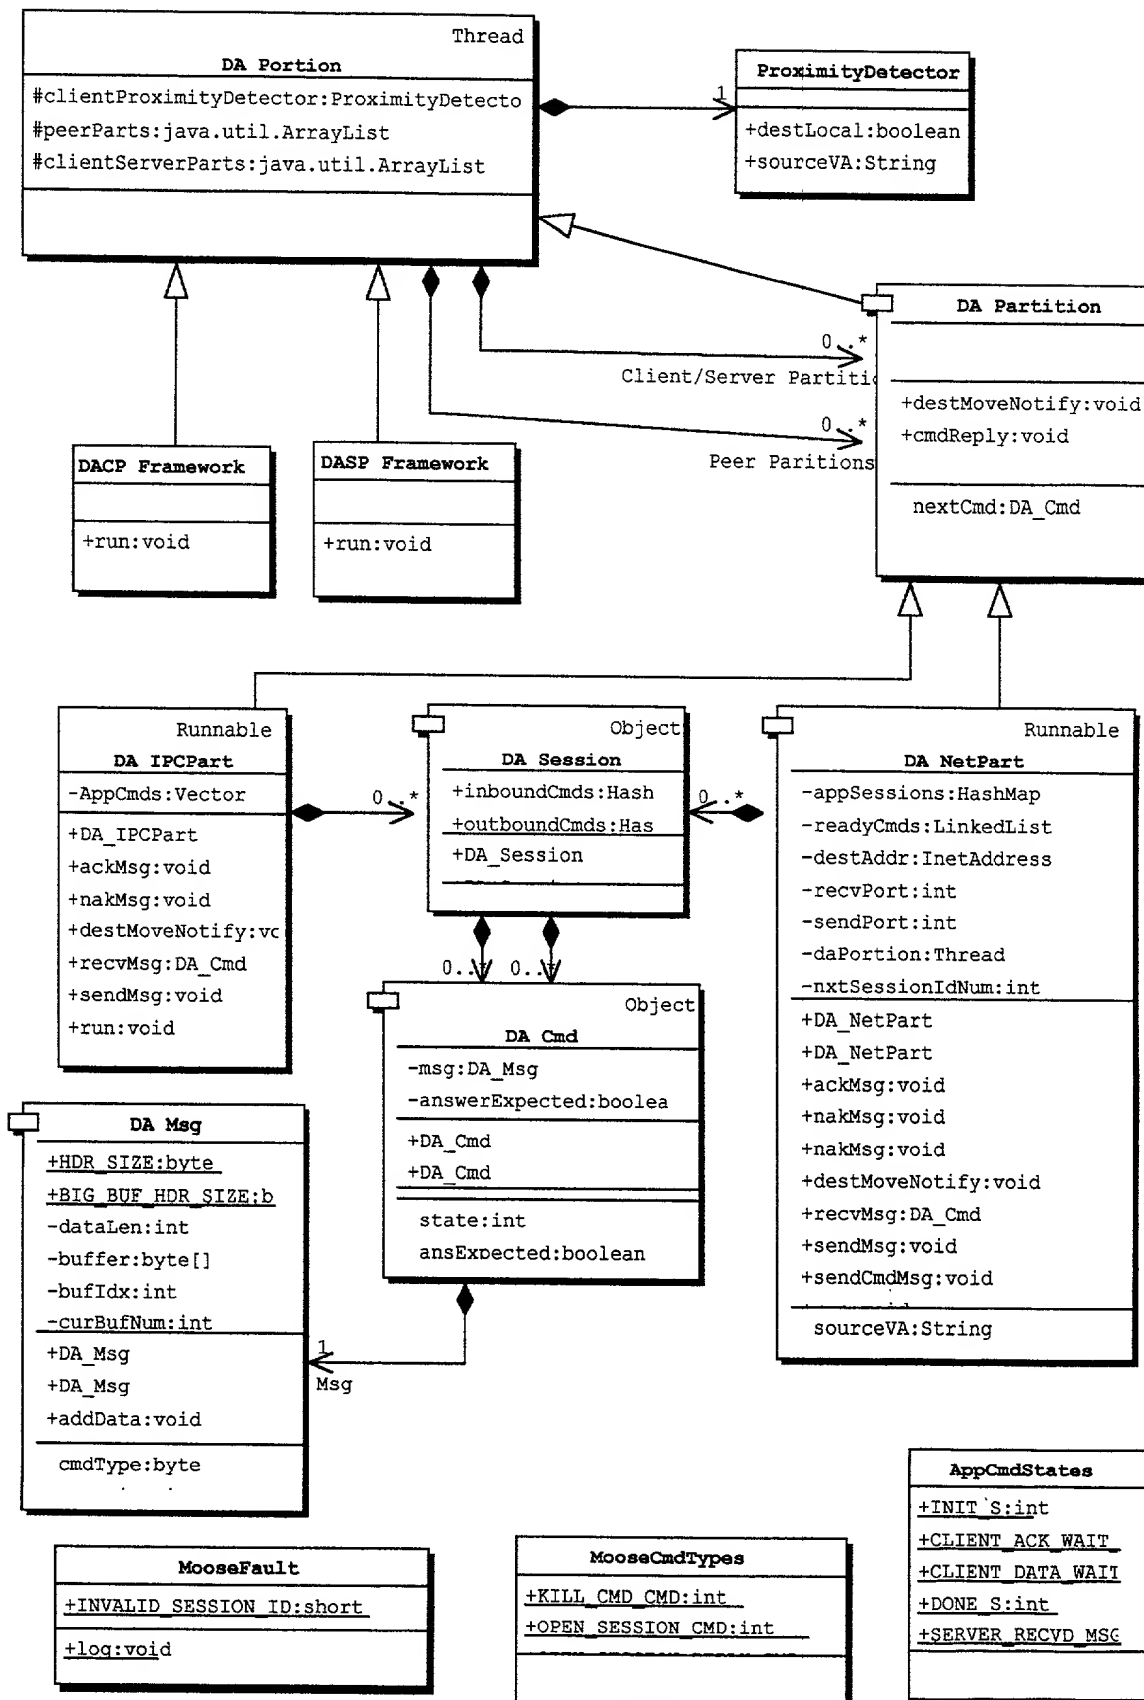 Thread
DA Portion
#clientProximityDetector:ProximityDetecto
#peerParts:java.util.ArrayList
#clientServerParts:java.util.ArrayList
1
ProximityDetector
+destLocal:boolean
+sourceVA:String
DACP Framework
+run:void
DASP Framework
+run:void
0..*
Client/Server Partitic
0..*
Peer Paritions
DA Partition
+destMoveNotify:void
+cmdReply:void
nextCmd:DA_Cmd
Runnable
DA IPCPart
-AppCmds:Vector
+DA_IPCPart
+ackMsg:void
+nakMsg:void
+destMoveNotify:vc
+recvMsg:DA_Cmd
+sendMsg:void
+run:void
0..*
Object
DA Session
+inboundCmds:Hash
+outboundCmds:Has
+DA_Session
0..*
0..*
0..*
Runnable
DA NetPart
-appSessions:HashMap
-readyCmds:LinkedList
-destAddr:InetAddress
-recvPort:int
-sendPort:int
-daPortion:Thread
-nxtSessionIdNum:int
+DA_NetPart
+DA_NetPart
+ackMsg:void
+nakMsg:void
+nakMsg:void
+destMoveNotify:void
+recvMsg:DA_Cmd
+sendMsg:void
+sendCmdMsg:void
sourceVA:String
Object
DA Cmd
-msg:DA_Msg
-answerExpected:boolea
+DA_Cmd
+DA_Cmd
state:int
ansExpected:boolean
DA Msg
+HDR_SIZE:byte
+BIG_BUF_HDR_SIZE:b
-dataLen:int
-buffer:byte[]
-bufIdx:int
-curBufNum:int
+DA_Msg
+DA_Msg
+addData:void
cmdType:byte
1
Msg
MooseFault
+INVALID_SESSION_ID:short
+log:void
MooseCmdTypes
+KILL_CMD_CMD:int
+OPEN_SESSION_CMD:int
AppCmdStates
+INIT_S:int
+CLIENT_ACK_WAIT_
+CLIENT_DATA_WAIT
+DONE_S:int
+SERVER_RECVD_MSG